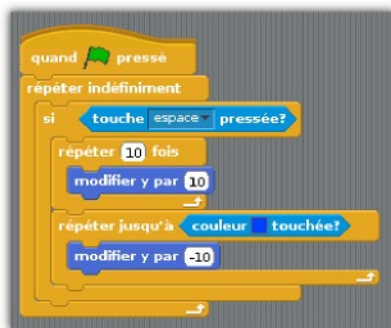 quand pressé
répéter indéfiniment
si touche espace pressée?
répéter 10 fois
modifier y par 10
répéter jusqu'à couleur touchée?
modifier y par -10